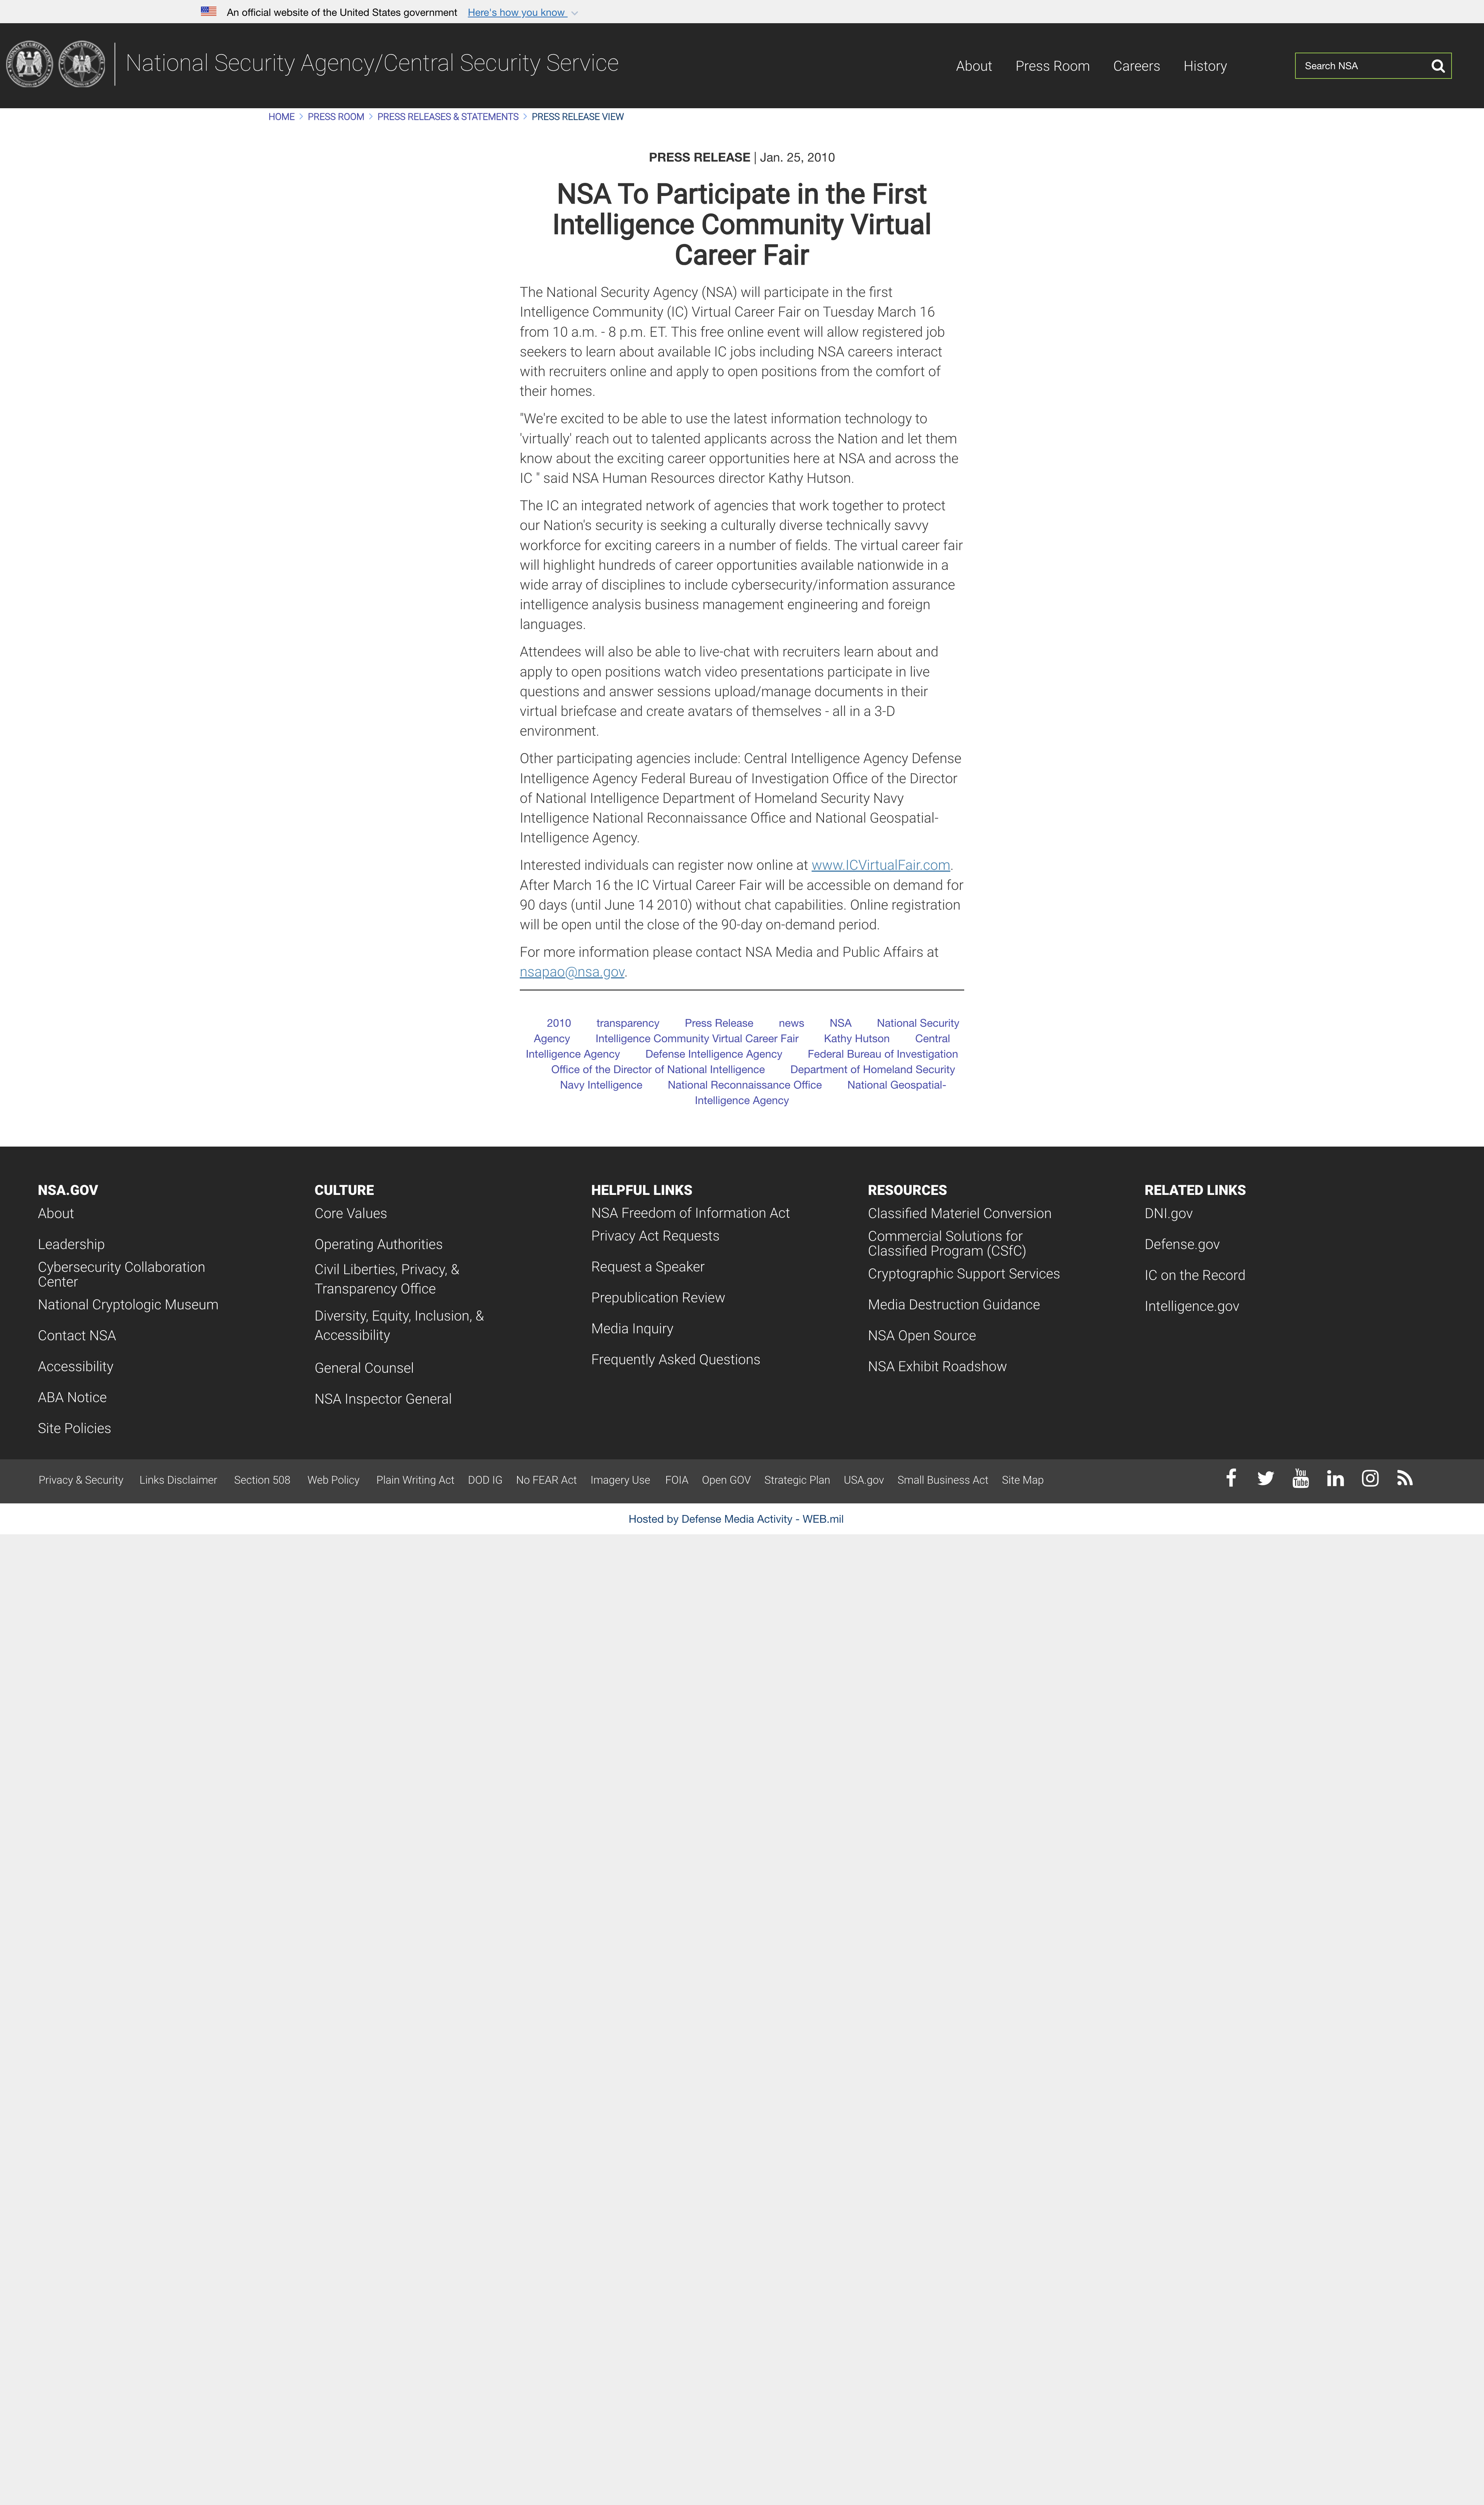 An official website of the United States government Here's how you know
National Security Agency/Central Security Service
About Press Room Careers History
Search NSA
HOME PRESS ROOM PRESS RELEASES & STATEMENTS PRESS RELEASE VIEW
PRESS RELEASE | Jan. 25, 2010
NSA To Participate in the First
Intelligence Community Virtual
Career Fair
The National Security Agency (NSA) will participate in the first
Intelligence Community (IC) Virtual Career Fair on Tuesday March 16
from 10 a.m. - 8 p.m. ET. This free online event will allow registered job
seekers to learn about available IC jobs including NSA careers interact
with recruiters online and apply to open positions from the comfort of
their homes.
"We're excited to be able to use the latest information technology to
'virtually' reach out to talented applicants across the Nation and let them
know about the exciting career opportunities here at NSA and across the
IC " said NSA Human Resources director Kathy Hutson.
The IC an integrated network of agencies that work together to protect
our Nation's security is seeking a culturally diverse technically savvy
workforce for exciting careers in a number of fields. The virtual career fair
will highlight hundreds of career opportunities available nationwide in a
wide array of disciplines to include cybersecurity/information assurance
intelligence analysis business management engineering and foreign
languages.
Attendees will also be able to live-chat with recruiters learn about and
apply to open positions watch video presentations participate in live
questions and answer sessions upload/manage documents in their
virtual briefcase and create avatars of themselves - all in a 3-D
environment.
Other participating agencies include: Central Intelligence Agency Defense
Intelligence Agency Federal Bureau of Investigation Office of the Director
of National Intelligence Department of Homeland Security Navy
Intelligence National Reconnaissance Office and National Geospatial-
Intelligence Agency.
Interested individuals can register now online at www.ICVirtualFair.com.
After March 16 the IC Virtual Career Fair will be accessible on demand for
90 days (until June 14 2010) without chat capabilities. Online registration
will be open until the close of the 90-day on-demand period.
For more information please contact NSA Media and Public Affairs at
nsapao@nsa.gov.
2010 transparency Press Release news NSA National Security
Agency Intelligence Community Virtual Career Fair Kathy Hutson Central
Intelligence Agency Defense Intelligence Agency Federal Bureau of Investigation
Office of the Director of National Intelligence Department of Homeland Security
Navy Intelligence National Reconnaissance Office National Geospatial-
Intelligence Agency
NSA.GOV
About
Leadership
Cybersecurity Collaboration
Center
National Cryptologic Museum
Contact NSA
Accessibility
ABA Notice
Site Policies
CULTURE
Core Values
Operating Authorities
Civil Liberties, Privacy, &
Transparency Office
Diversity, Equity, Inclusion, &
Accessibility
General Counsel
NSA Inspector General
HELPFUL LINKS
NSA Freedom of Information Act
Privacy Act Requests
Request a Speaker
Prepublication Review
Media Inquiry
Frequently Asked Questions
RESOURCES
Classified Materiel Conversion
Commercial Solutions for
Classified Program (CSfC)
Cryptographic Support Services
Media Destruction Guidance
NSA Open Source
NSA Exhibit Roadshow
RELATED LINKS
DNI.gov
Defense.gov
IC on the Record
Intelligence.gov
Privacy & Security Links Disclaimer Section 508 Web Policy Plain Writing Act DOD IG No FEAR Act Imagery Use FOIA Open GOV Strategic Plan USA.gov Small Business Act Site Map
Hosted by Defense Media Activity - WEB.mil